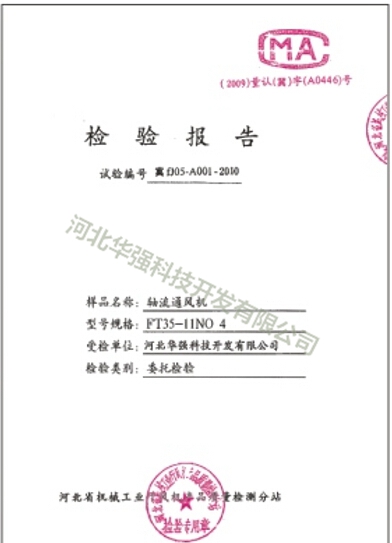 CMA
(2009)量认(冀)字(A0446)号
检验报告
试验编号 冀fJ05-A001-2010
河北华强科技开发有限公司
样品名称: 轴流通风机
型号规格: FT35-11NO 4
受检单位: 河北华强科技开发有限公司
检验类别: 委托检验
河北省机械工业 风机 品质量检测分站
检验专用章